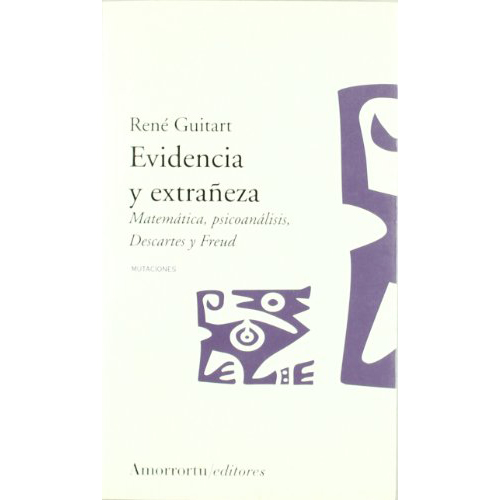 René Guitart
Evidencia
y extrañeza
Matemática, psicoanálisis,
Descartes y Freud
MUTACIONES
Amorrortu/editores